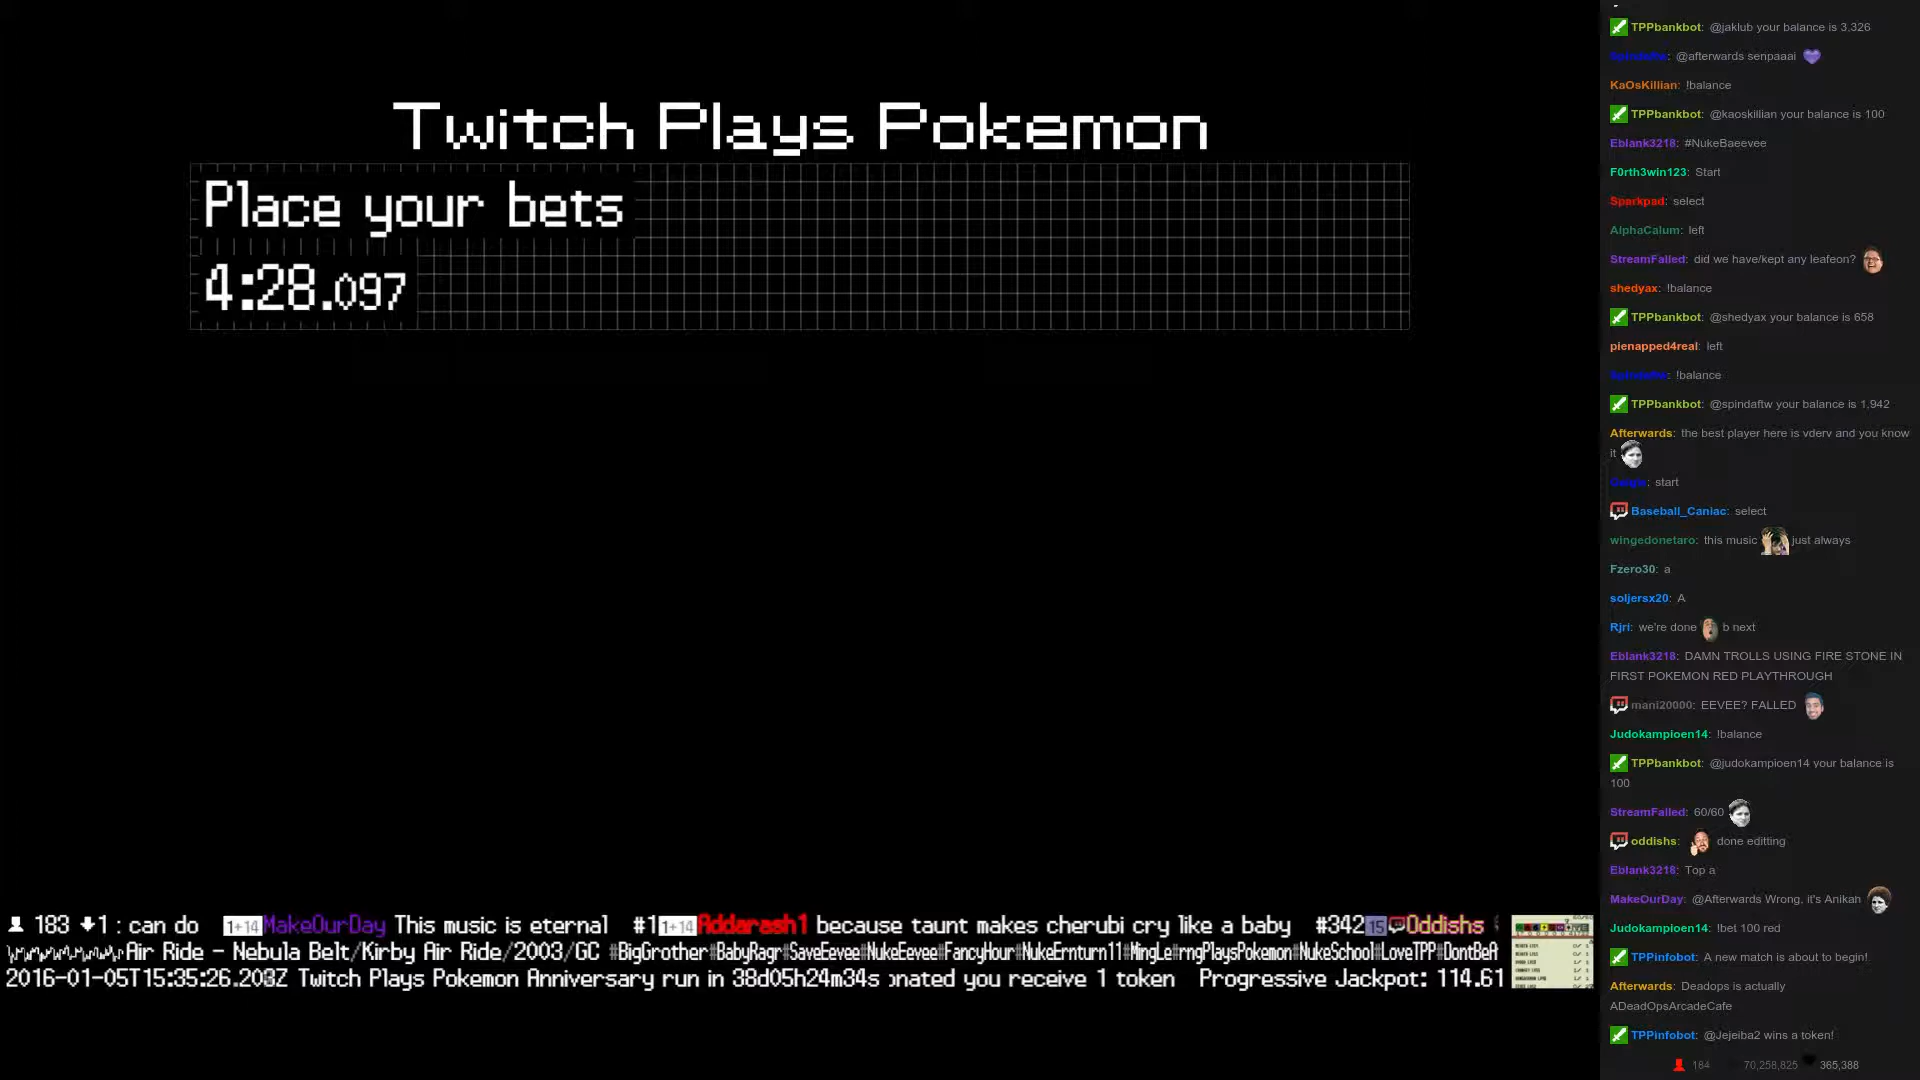 Twitch Plays Pokemon
Place your bets
4:28.097
183 1 : can do 1+14 MakeOurDay This music is eternal #1 1+14 Addarash1 because taunt makes cherubi cry like a baby #342 15 Oddishs
Air Ride - Nebula Belt/Kirby Air Ride/2003/GC #BigGrother#BabyRagr#SaveEevee#NukeEevee#FancyHour#NukeErnturn11#MingLe#rngPlaysPokemon#NukeSchool#LoveTPP#DontBeA
2016-01-05T15:35:26.203Z Twitch Plays Pokemon Anniversary run in 38d05h24m34s onated you receive 1 token Progressive Jackpot: 114.61
TPPbankbot: @jaklub your balance is 3,326
@afterwards senpaaai
KaOsKillian: !balance
TPPbankbot: @kaoskillian your balance is 100
Eblank3218: #NukeBaeevee
F0rth3win123: Start
Sparkpad: select
AlphaCalum: left
StreamFailed: did we have/kept any leafeon?
shedyax: !balance
TPPbankbot: @shedyax your balance is 658
pienapped4real: left
!balance
TPPbankbot: @spindaftw your balance is 1,942
Afterwards: the best player here is vderv and you know
it
start
Baseball_Caniac: select
wingedonetaro: this music just always
Fzero30: a
soljersx20: A
Rjri: we're done b next
Eblank3218: DAMN TROLLS USING FIRE STONE IN
FIRST POKEMON RED PLAYTHROUGH
mani20000: EEVEE? FALLED
Judokampioen14: !balance
TPPbankbot: @judokampioen14 your balance is
100
StreamFailed: 60/60
oddishs: done editting
Eblank3218: Top a
MakeOurDay: @Afterwards Wrong, it's Anikah
Judokampioen14: !bet 100 red
TPPinfobot: A new match is about to begin!
Afterwards: Deadops is actually
ADeadOpsArcadeCafe
TPPinfobot: @Jejeiba2 wins a token!
184 70,258,825 365,388